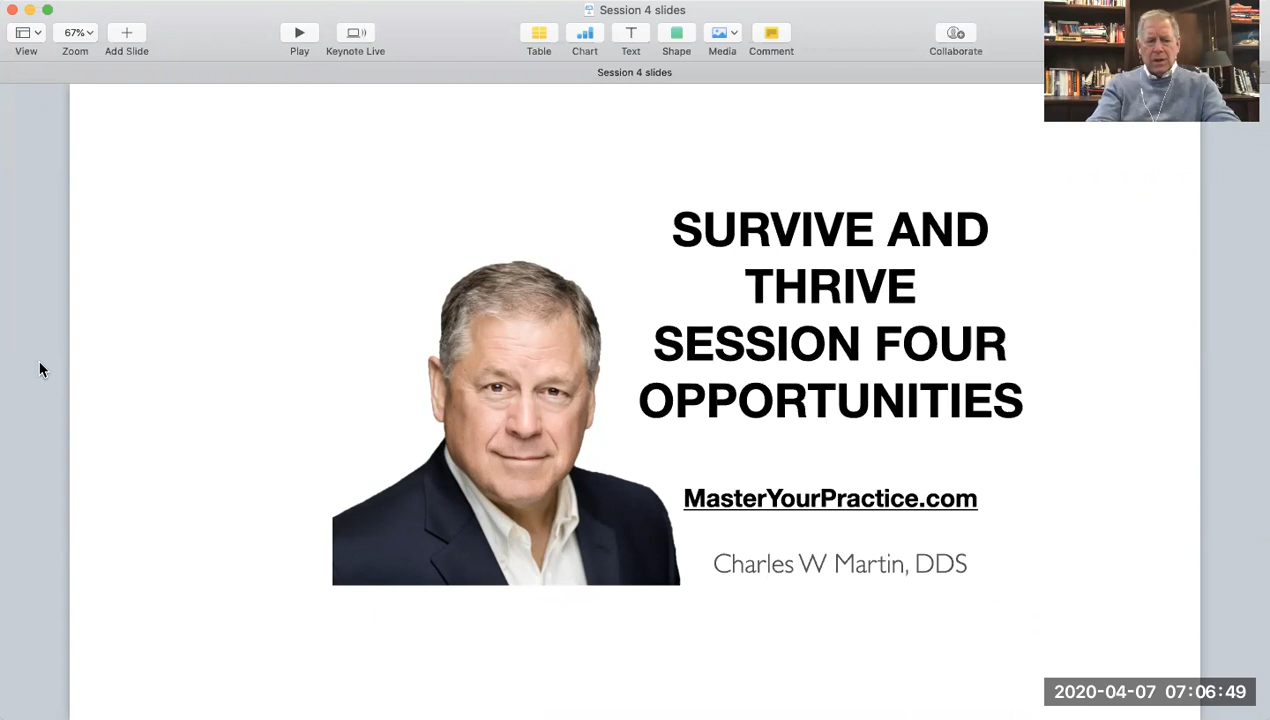 Session 4 slides
67%
View
Zoom
Add Slide
Play
Keynote Live
Table
Chart
Text
Shape
Media
Comment
Collaborate
Session 4 slides
SURVIVE AND
THRIVE
SESSION FOUR
OPPORTUNITIES
MasterYourPractice.com
Charles W Martin, DDS
2020-04-07 07:06:49